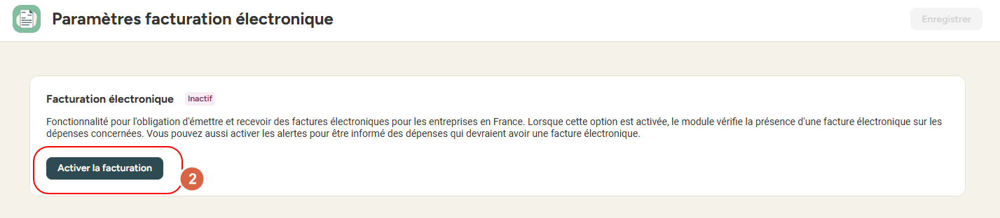 Paramètres facturation électronique
Enregistrer
Facturation électronique Inactif
Fonctionnalité pour l'obligation d'émettre et recevoir des factures électroniques pour les entreprises en France. Lorsque cette option est activée, le module vérifie la présence d'une facture électronique sur les
dépenses concernées. Vous pouvez aussi activer les alertes pour être informé des dépenses qui devraient avoir une facture électronique.
Activer la facturation
2